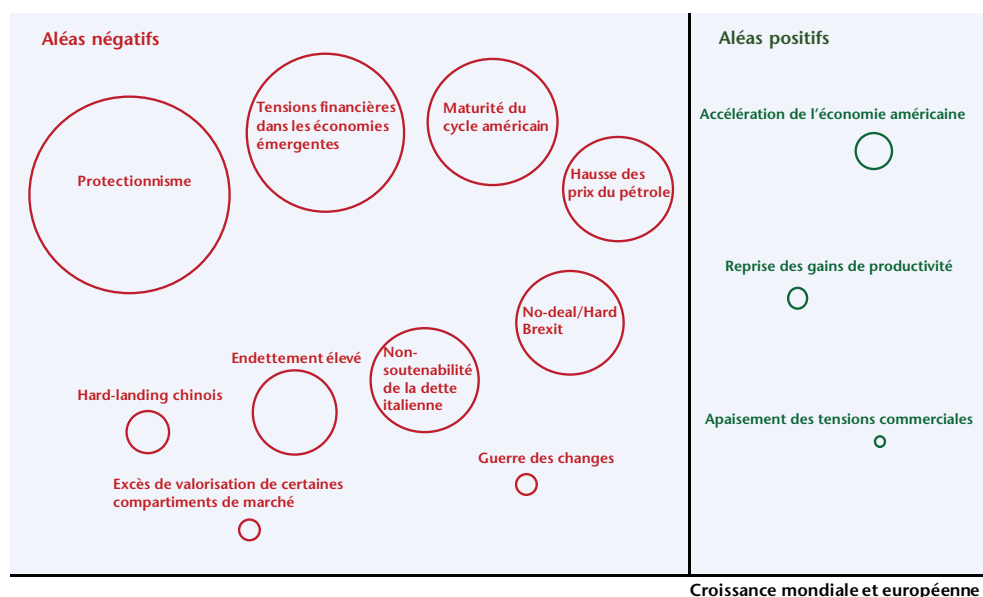 Aléas négatifs
Aléas positifs
Tensions financières
dans les économies
émergentes
Maturité du
cycle américain
Accélération de l’économie américaine
Protectionnisme
Hausse des
prix du pétrole
Reprise des gains de productivité
No-deal/Hard
Brexit
Endettement élevé
Non-
soutenabilité
de la dette
italienne
Hard-landing chinois
Apaisement des tensions commerciales
Guerre des changes
Excès de valorisation de certaines
compartiments de marché
Croissance mondiale et européenne